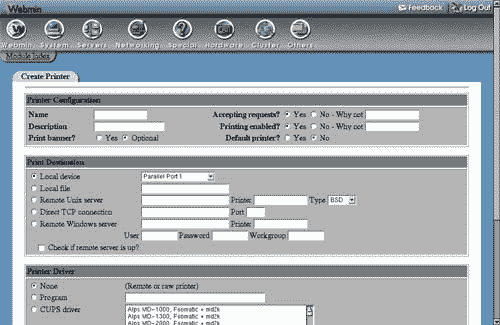 Webmin
Feedback Log Out
Webmin System Servers Networking Special Hardware Cluster Others
Module Index
Create Printer
Printer Configuration
Name Accepting requests? Yes No - Why not
Description Printing enabled? Yes No - Why not
Print banner? Yes Optional Default printer? Yes No
Print Destination
Local device Parallel Port 1
Local file
Remote Unix server Printer Type BSD
Direct TCP connection Port
Remote Windows server Printer
User Password Workgroup
Check if remote server is up?
Printer Driver
None (Remote or raw printer)
Program
CUPS driver Alps MD-1000, Foomatic + md2k
Alps MD-1300, Foomatic + md2k
Alps MD-2000, Foomatic + md2k